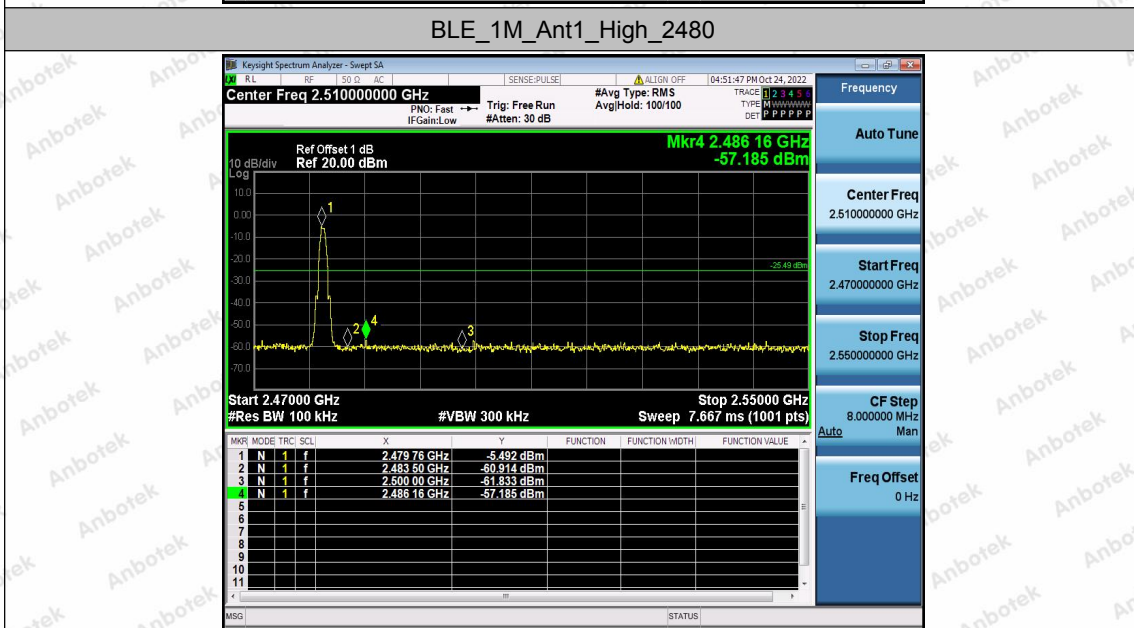 BLE_1M_Ant1_High_2480
Keysight Spectrum Analyzer - Swept SA
LXI RL RF 50 Ω AC SENSE:PULSE ALIGN OFF 04:51:47 PM Oct 24, 2022
Center Freq 2.510000000 GHz
PNO: Fast
IFGain:Low
Trig: Free Run
#Atten: 30 dB
#Avg Type: RMS
Avg|Hold: 100/100
TRACE 1 2 3 4 5 6
TYPE M WWWWW
DET P P P P P P
Frequency
Auto Tune
Center Freq
2.510000000 GHz
Start Freq
2.470000000 GHz
Stop Freq
2.550000000 GHz
CF Step
8.000000 MHz
Auto Man
Freq Offset
0 Hz
Mkr4 2.486 16 GHz
-57.185 dBm
Ref Offset 1 dB
10 dB/div Ref 20.00 dBm
Log
10.0
0.00
-10.0
-20.0
-30.0
-40.0
-50.0
-60.0
-70.0
1
2
4
3
-25.49 dBm
Start 2.47000 GHz Stop 2.55000 GHz
#Res BW 100 kHz #VBW 300 kHz Sweep 7.667 ms (1001 pts)
MKR MODE TRC SCL X Y FUNCTION FUNCTION WIDTH FUNCTION VALUE
1 N 1 f 2.479 76 GHz -5.492 dBm
2 N 1 f 2.483 50 GHz -60.914 dBm
3 N 1 f 2.500 00 GHz -61.833 dBm
4 N 1 f 2.486 16 GHz -57.185 dBm
5
6
7
8
9
10
11
MSG STATUS
Anbotek